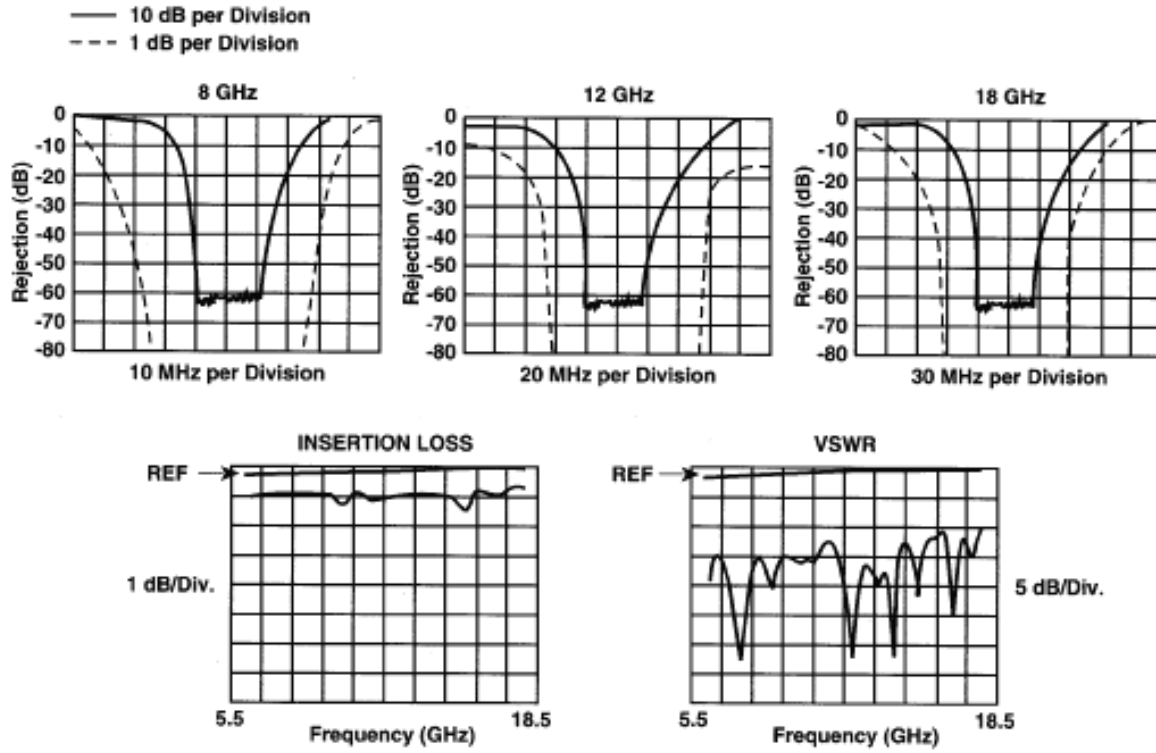 10 dB per Division
1 dB per Division
8 GHz
0
-10
-20
-30
-40
-50
-60
-70
-80
Rejection (dB)
10 MHz per Division
12 GHz
0
-10
-20
-30
-40
-50
-60
-70
-80
Rejection (dB)
20 MHz per Division
18 GHz
0
-10
-20
-30
-40
-50
-60
-70
-80
Rejection (dB)
30 MHz per Division
INSERTION LOSS
REF
1 dB/Div.
5.5
18.5
Frequency (GHz)
VSWR
REF
5 dB/Div.
5.5
18.5
Frequency (GHz)